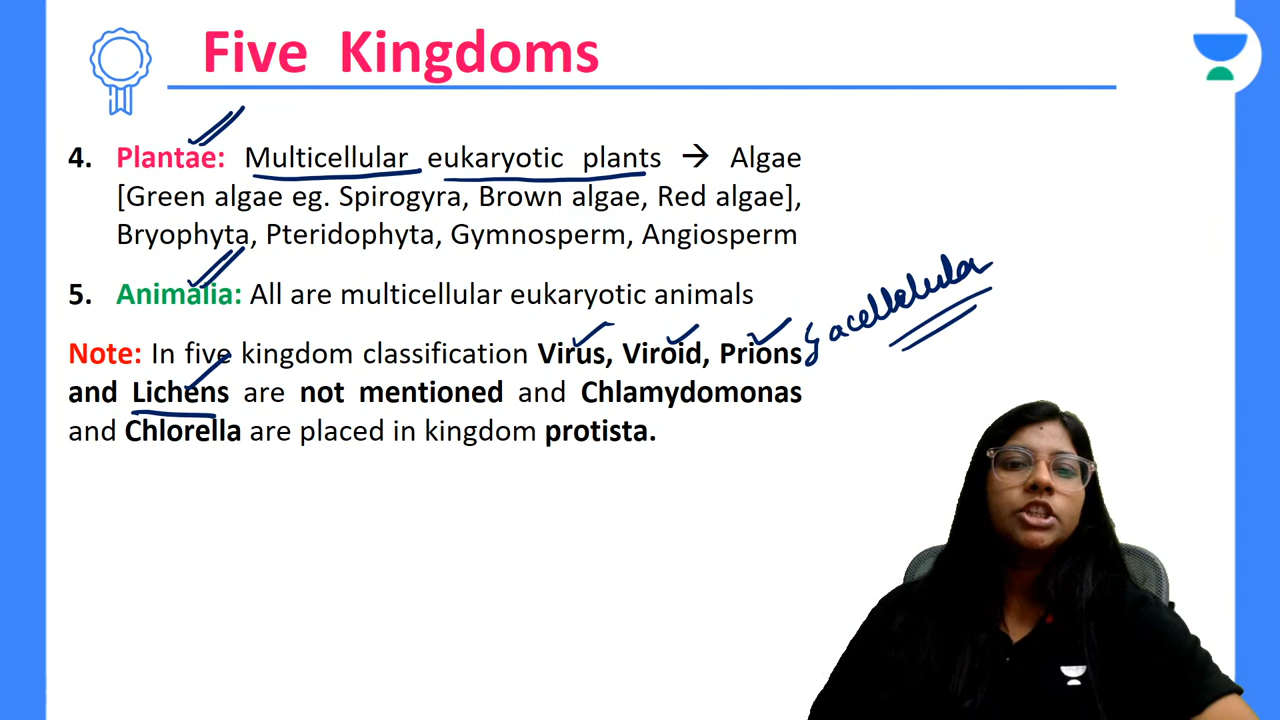 Five Kingdoms
4. Plantae: Multicellular eukaryotic plants → Algae
[Green algae eg. Spirogyra, Brown algae, Red algae],
Bryophyta, Pteridophyta, Gymnosperm, Angiosperm
5. Animalia: All are multicellular eukaryotic animals
acellelular
Note: In five kingdom classification Virus, Viroid, Prions
and Lichens are not mentioned and Chlamydomonas
and Chlorella are placed in kingdom protista.